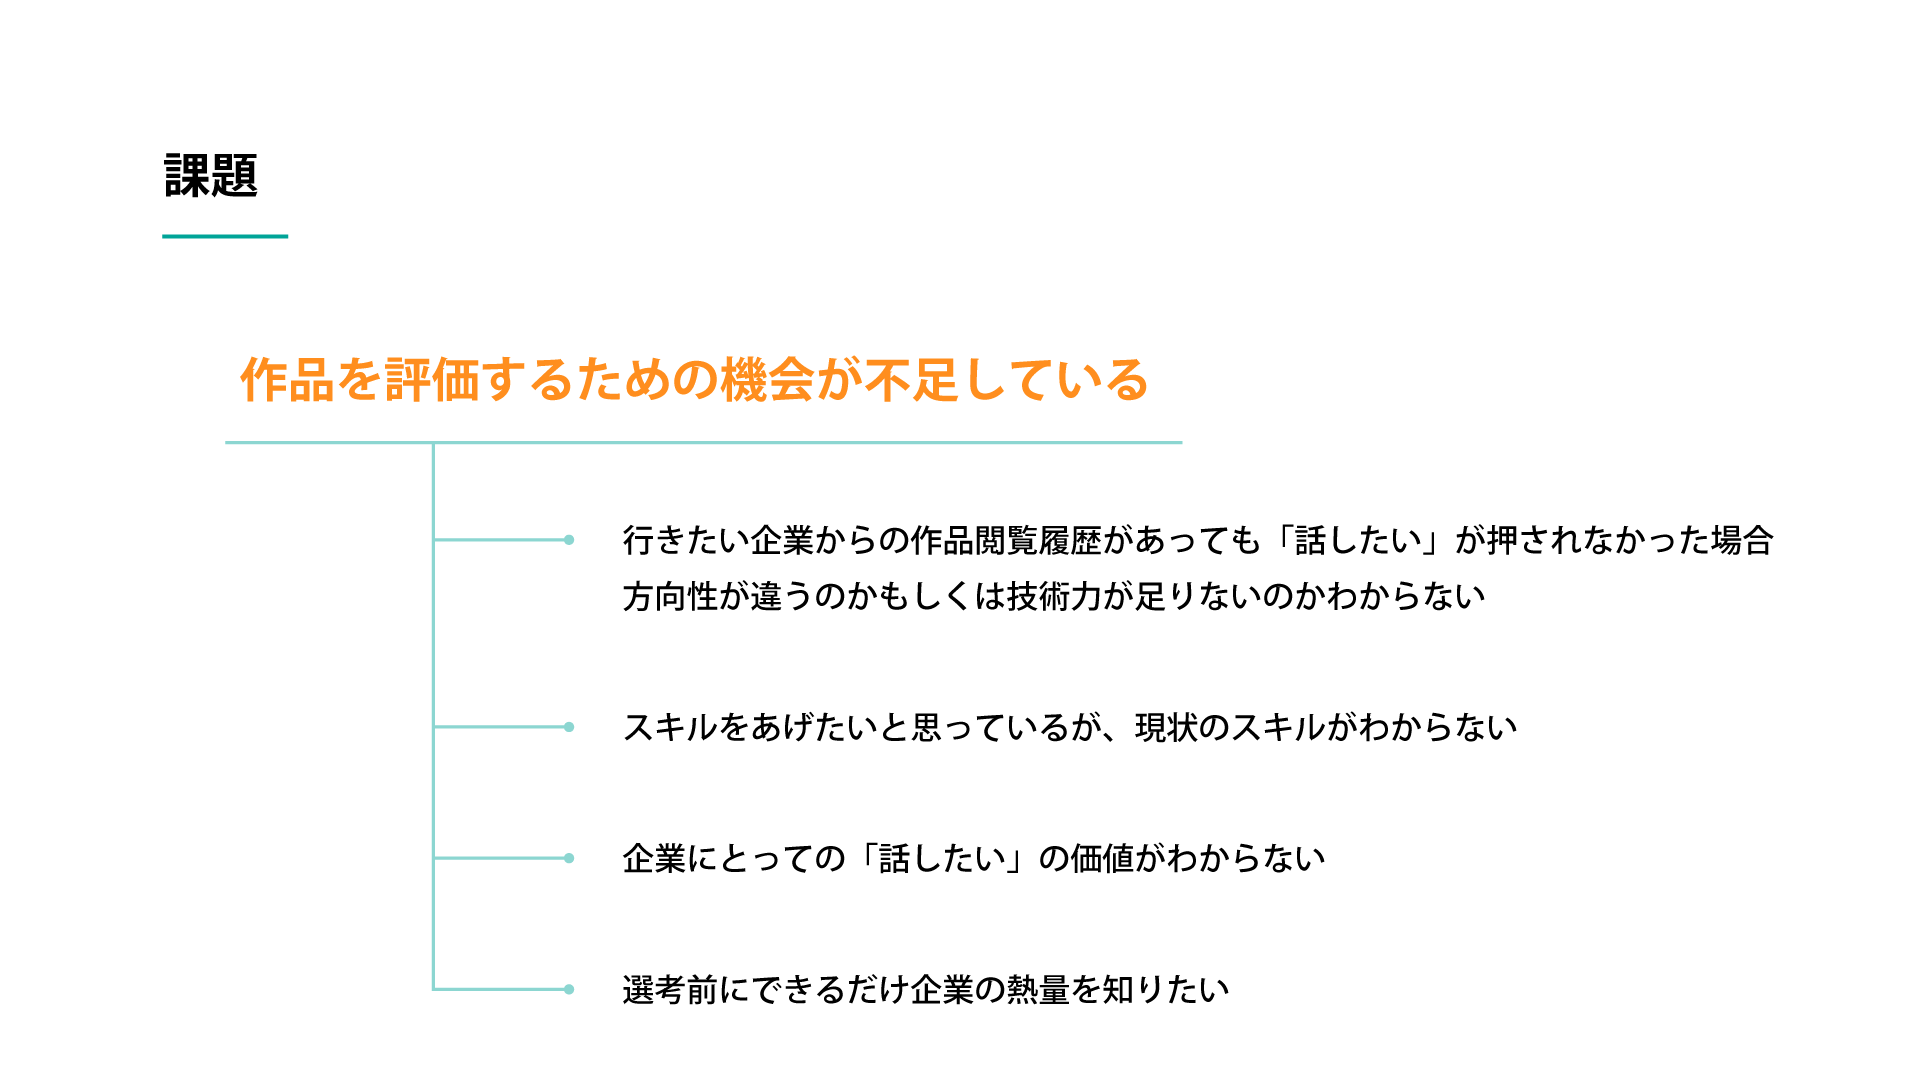 課題
作品を評価するための機会が不足している
行きたい企業からの作品閲覧履歴があっても「話したい」が押されなかった場合
方向性が違うのかもしくは技術力が足りないのかわからない
スキルをあげたいと思っているが、現状のスキルがわからない
企業にとっての「話したい」の価値がわからない
選考前にできるだけ企業の熱量を知りたい